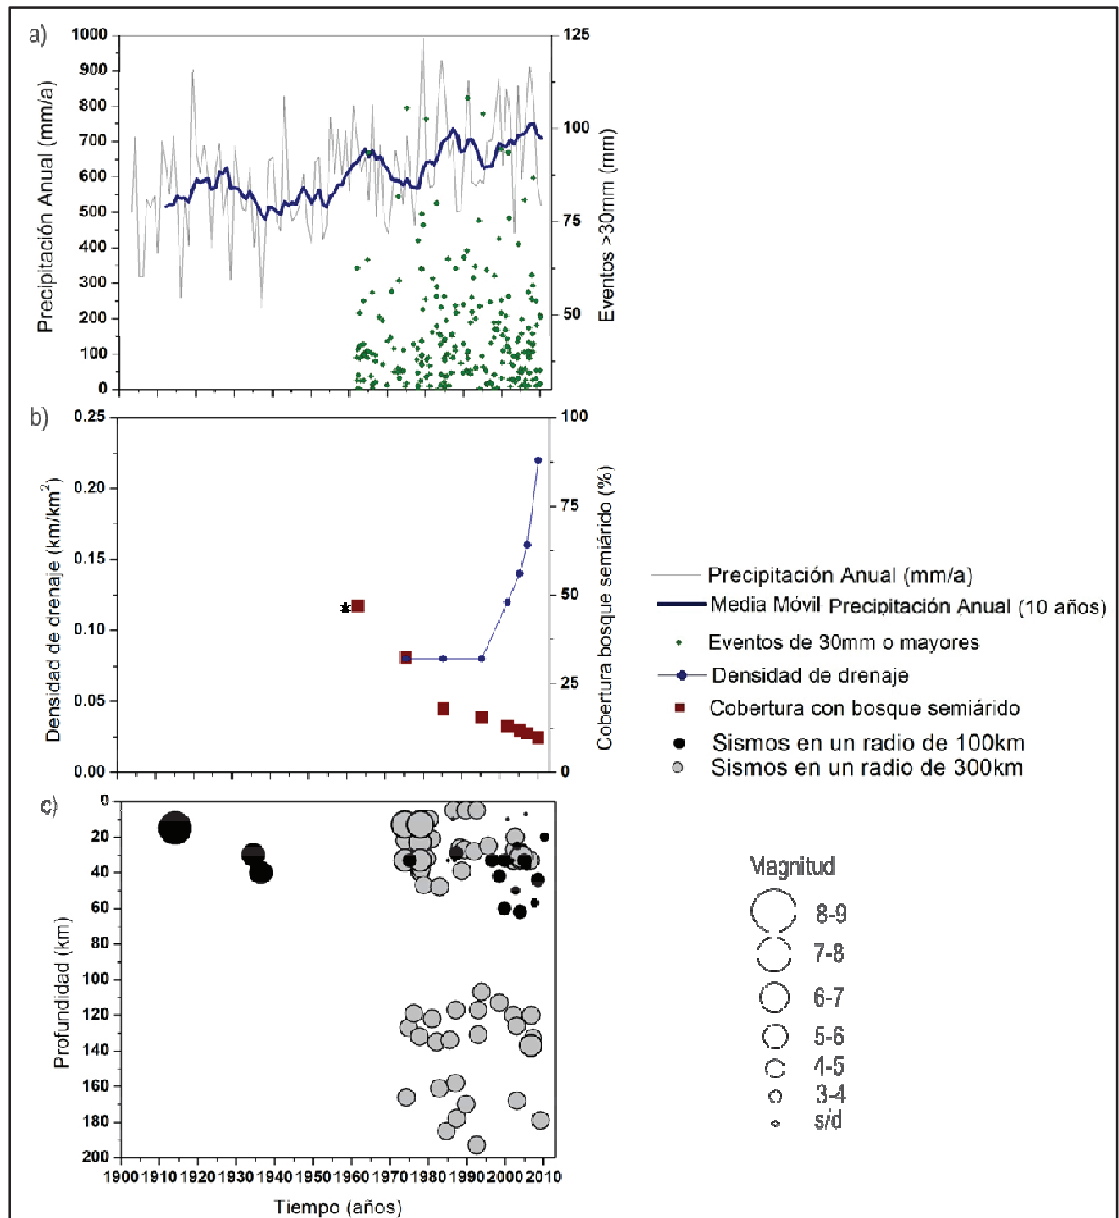 a)
1000
900
800
700
600
500
400
300
200
100
0
Precipitación Anual (mm/a)
125
100
75
50
Eventos >30mm (mm)
b)
0.25
0.20
0.15
0.10
0.05
0.00
Densidad de drenaje (km/km²)
100
75
50
25
0
Cobertura bosque semiárido (%)
*
Precipitación Anual (mm/a)
Media Móvil Precipitación Anual (10 años)
Eventos de 30mm o mayores
Densidad de drenaje
Cobertura con bosque semiárido
Sismos en un radio de 100km
Sismos en un radio de 300km
c)
0
20
40
60
80
100
120
140
160
180
200
Profundidad (km)
1900 1910 1920 1930 1940 1950 1960 1970 1980 1990 2000 2010
Tiempo (años)
Magnitud
8-9
7-8
6-7
5-6
4-5
3-4
s/d